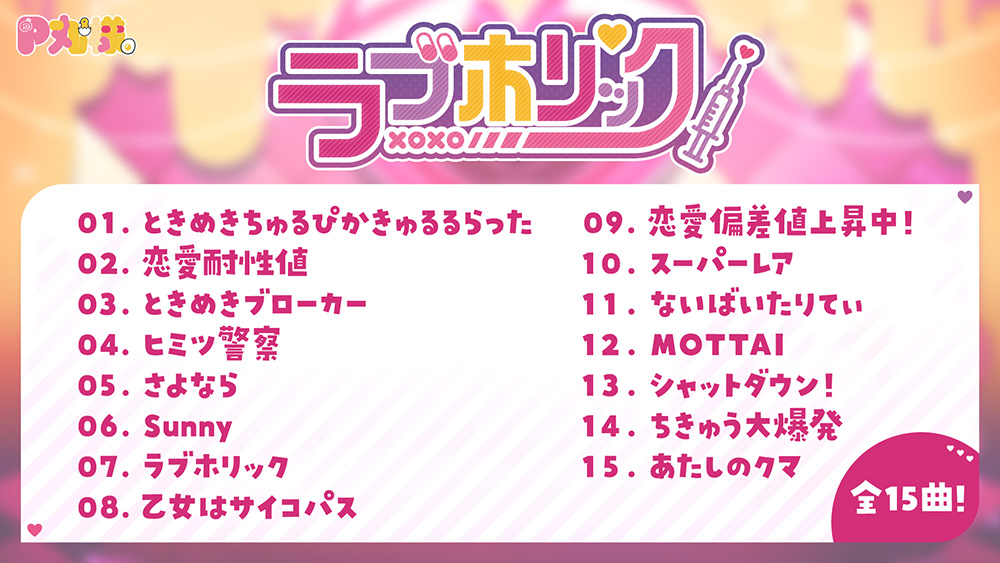 P丸様。
ラブホリック
xoxo
01. ときめきちゅるぴかきゅるるらった
02. 恋愛耐性値
03. ときめきブローカー
04. ヒミツ警察
05. さよなら
06. Sunny
07. ラブホリック
08. 乙女はサイコパス
09. 恋愛偏差値上昇中!
10. スーパーレア
11. ないばいたりてぃ
12. MOTTAI
13. シャットダウン!
14. ちきゅう大爆発
15. あたしのクマ
全15曲!